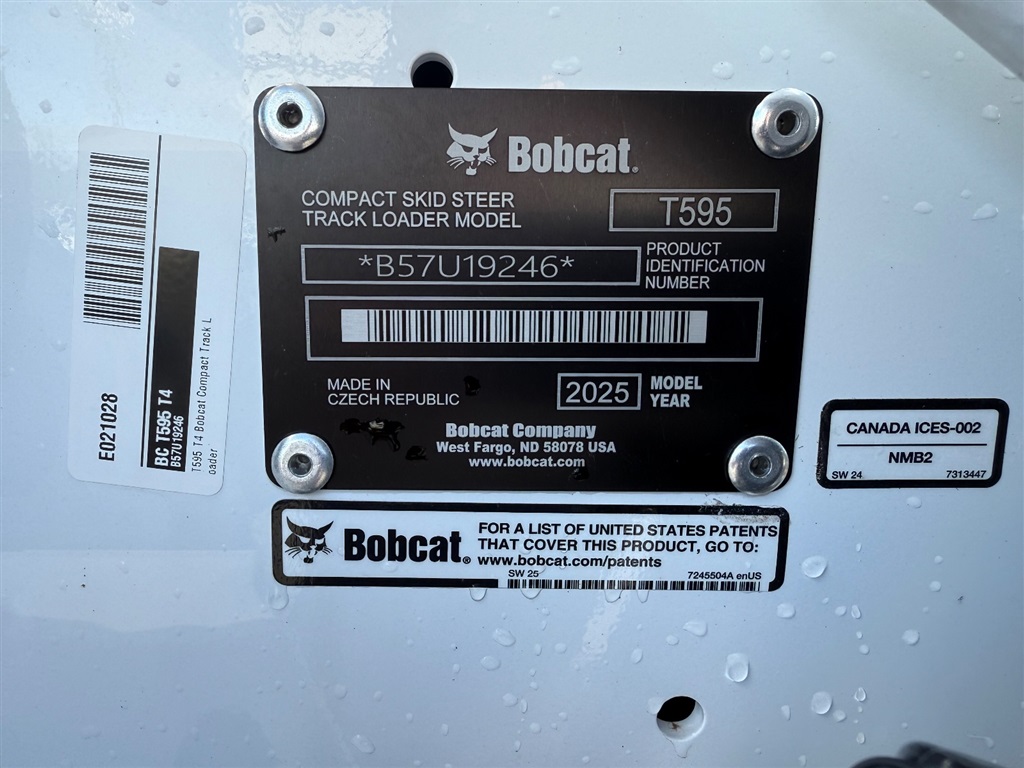 Bobcat.
COMPACT SKID STEER
TRACK LOADER MODEL
T595
*B57U19246*
PRODUCT
IDENTIFICATION
NUMBER
MADE IN
CZECH REPUBLIC
2025
MODEL
YEAR
Bobcat Company
West Fargo, ND 58078 USA
www.bobcat.com
E021028
BC T595 T4
B57U19246
T595 T4 Bobcat Compact Track L
oader
CANADA ICES-002
NMB2
SW 24 7313447
Bobcat®
FOR A LIST OF UNITED STATES PATENTS
THAT COVER THIS PRODUCT, GO TO:
www.bobcat.com/patents
SW 25 7245504A enUS